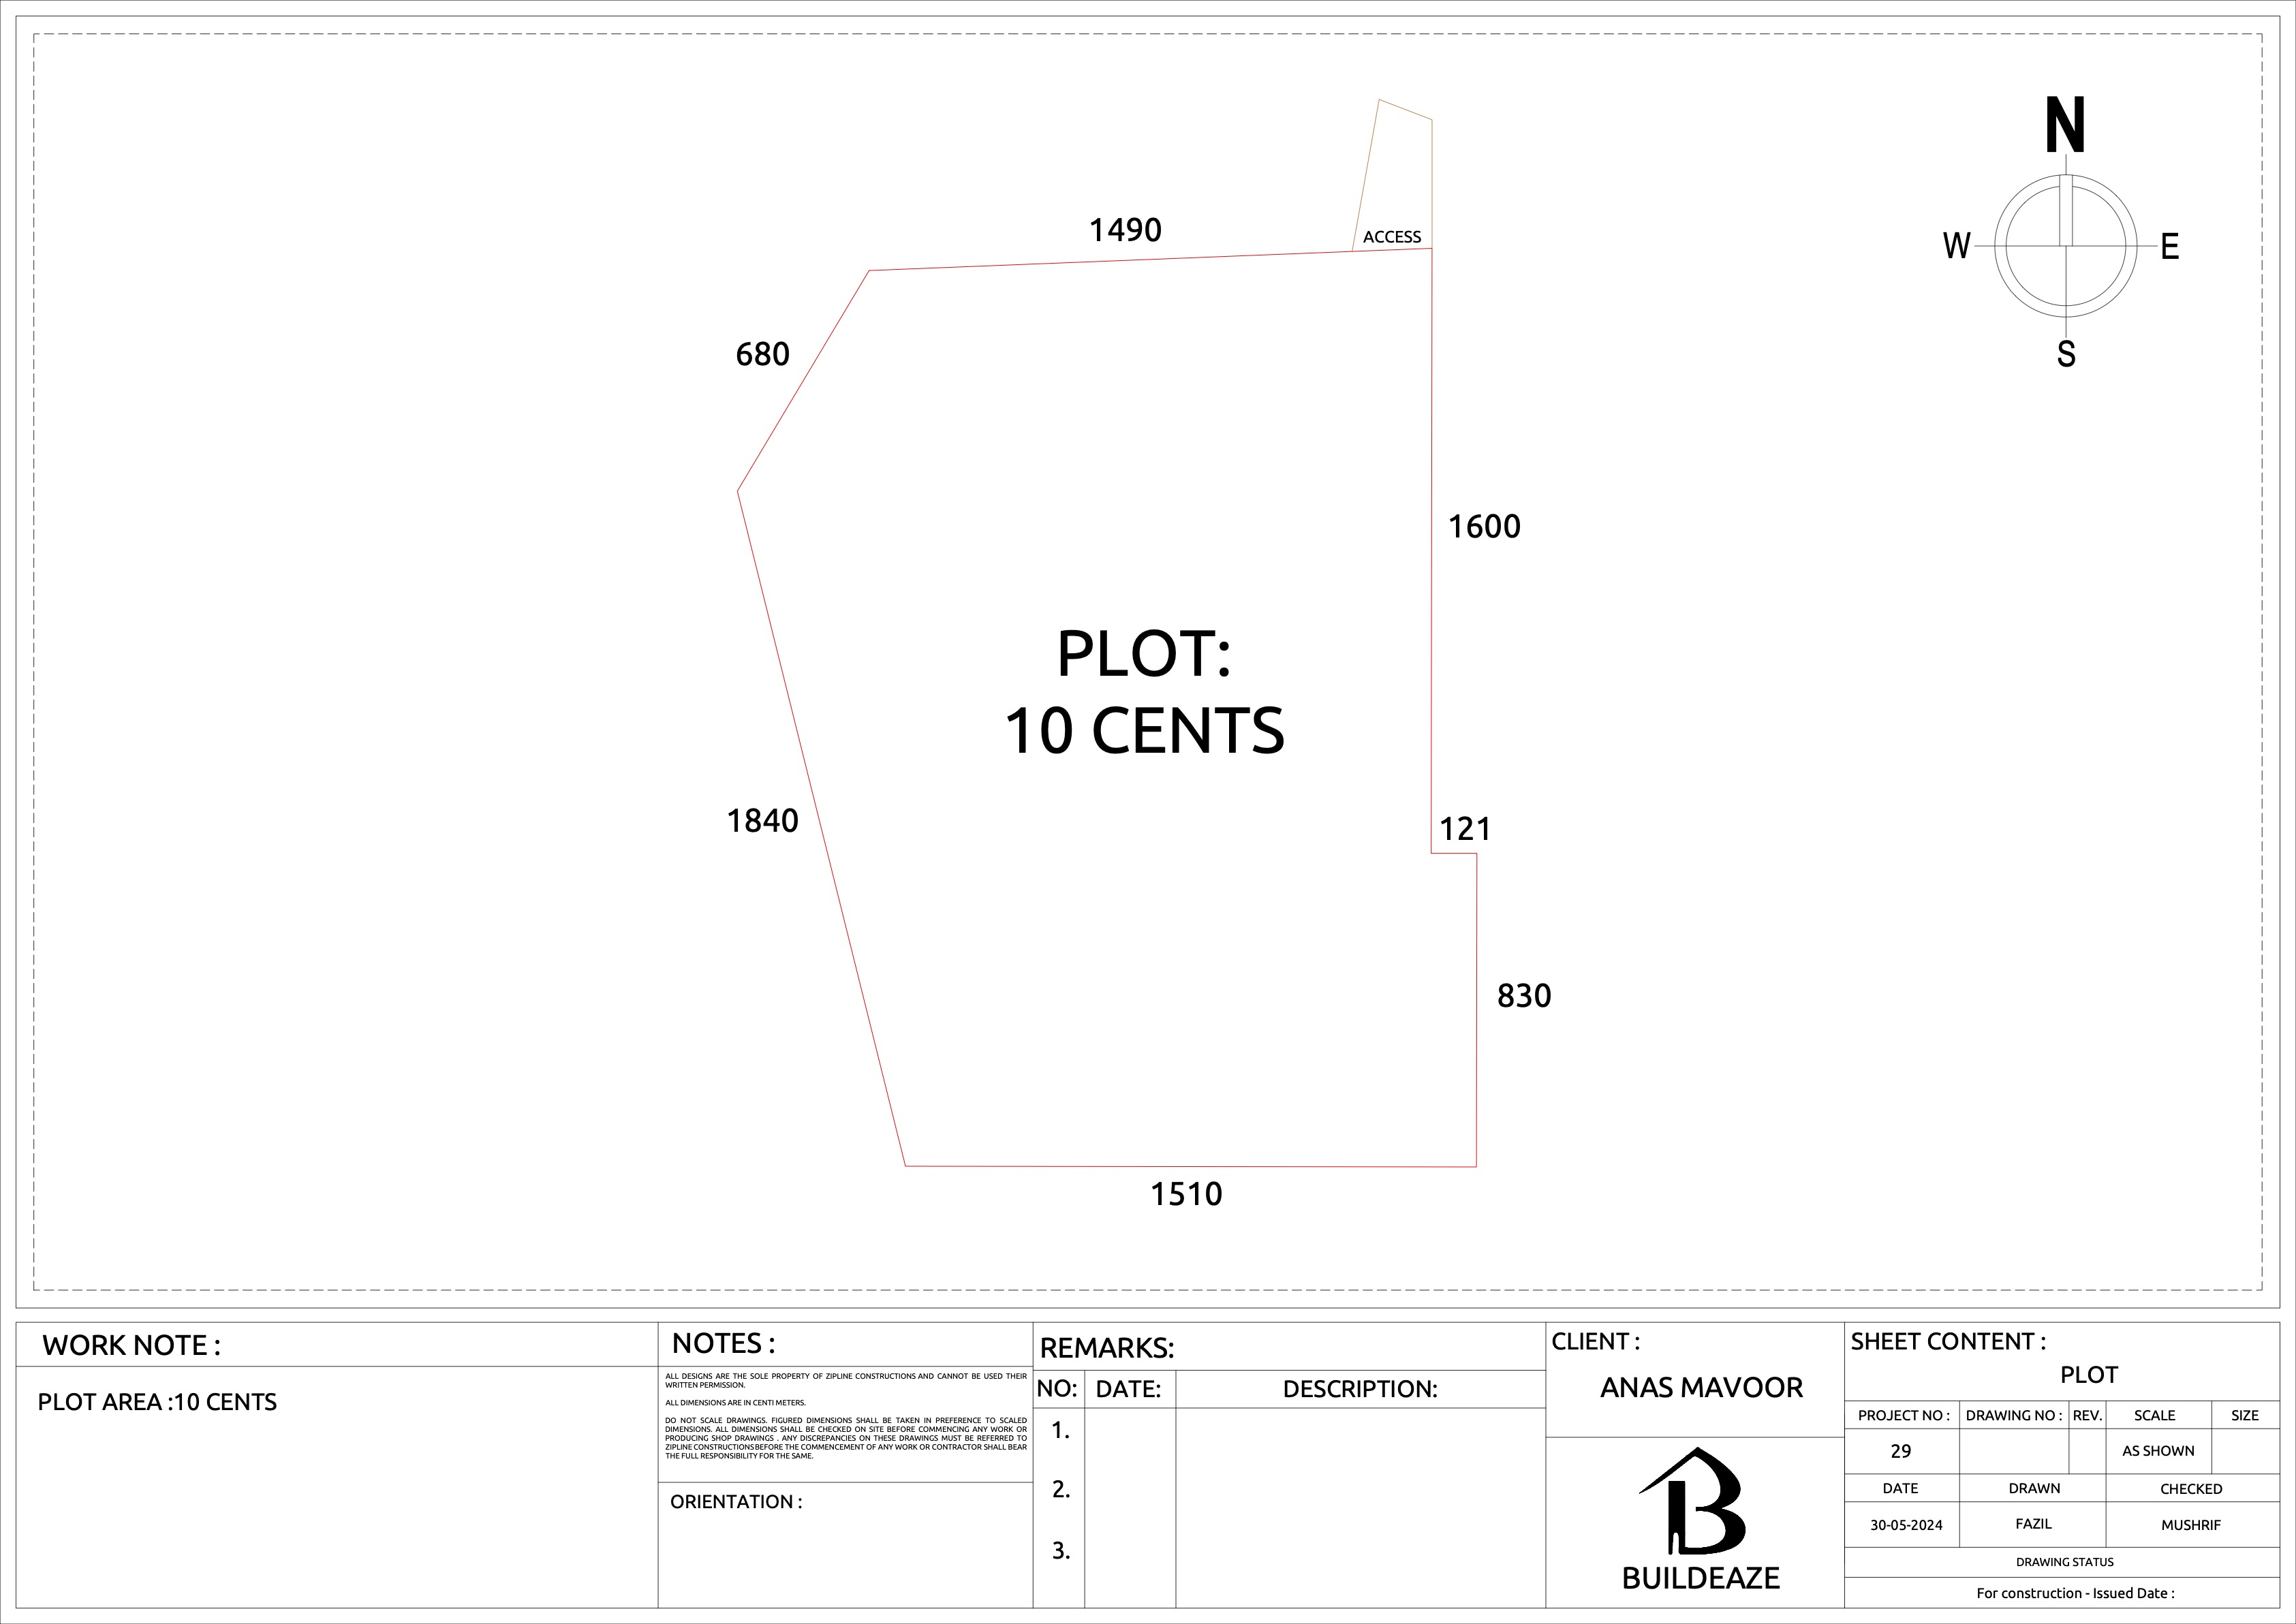 N
W
E
S
ACCESS
1490
680
1600
PLOT:
10 CENTS
1840
121
830
1510
WORK NOTE :
PLOT AREA :10 CENTS
NOTES :
ALL DESIGNS ARE THE SOLE PROPERTY OF ZIPLINE CONSTRUCTIONS AND CANNOT BE USED THEIR
WRITTEN PERMISSION.
ALL DIMENSIONS ARE IN CENTI METERS.
DO NOT SCALE DRAWINGS. FIGURED DIMENSIONS SHALL BE TAKEN IN PREFERENCE TO SCALED
DIMENSIONS. ALL DIMENSIONS SHALL BE CHECKED ON SITE BEFORE COMMENCING ANY WORK OR
PRODUCING SHOP DRAWINGS . ANY DISCREPANCIES ON THESE DRAWINGS MUST BE REFERRED TO
ZIPLINE CONSTRUCTIONS BEFORE THE COMMENCEMENT OF ANY WORK OR CONTRACTOR SHALL BEAR
THE FULL RESPONSIBILITY FOR THE SAME.
ORIENTATION :
REMARKS:
NO: DATE: DESCRIPTION:
1.
2.
3.
CLIENT :
ANAS MAVOOR
BUILDEAZE
SHEET CONTENT :
PLOT
PROJECT NO : DRAWING NO : REV. SCALE SIZE
29 AS SHOWN
DATE DRAWN CHECKED
30-05-2024 FAZIL MUSHRIF
DRAWING STATUS
For construction - Issued Date :